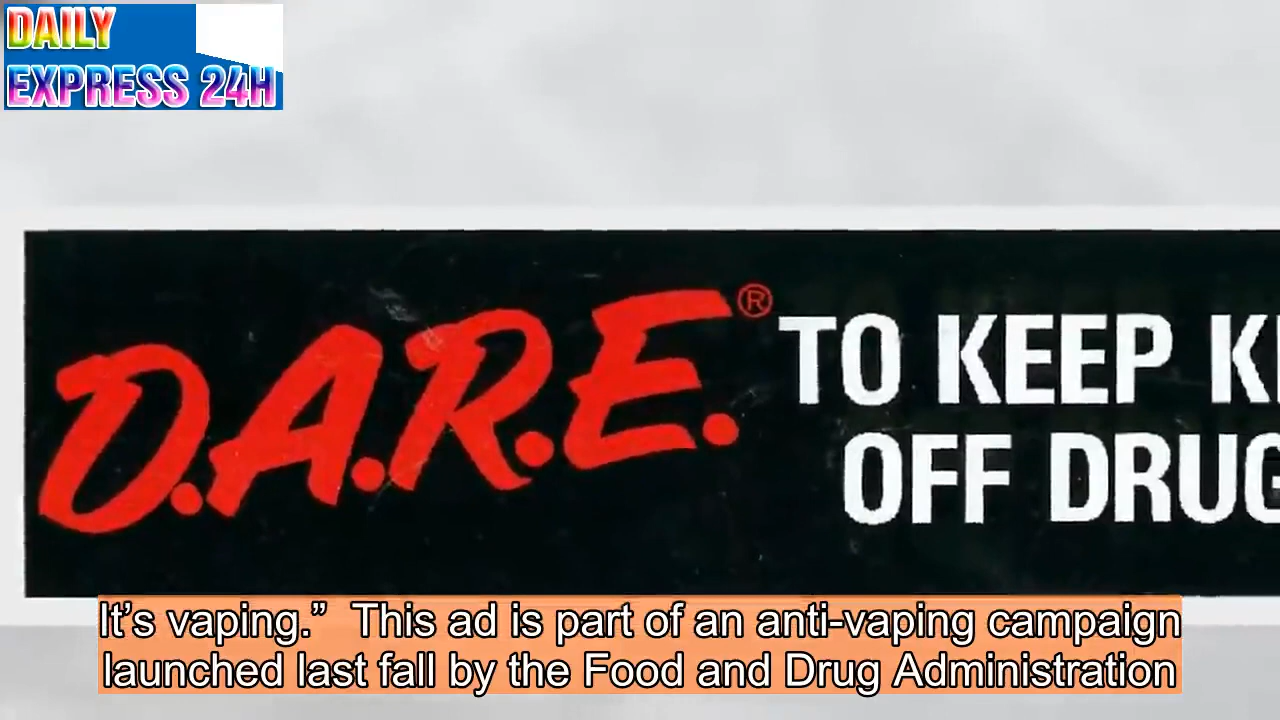 DAILY
EXPRESS 24H
D.A.R.E.® TO KEEP
OFF
It’s vaping.”  This ad is part of an anti-vaping campaign
launched last fall by the Food and Drug Administration